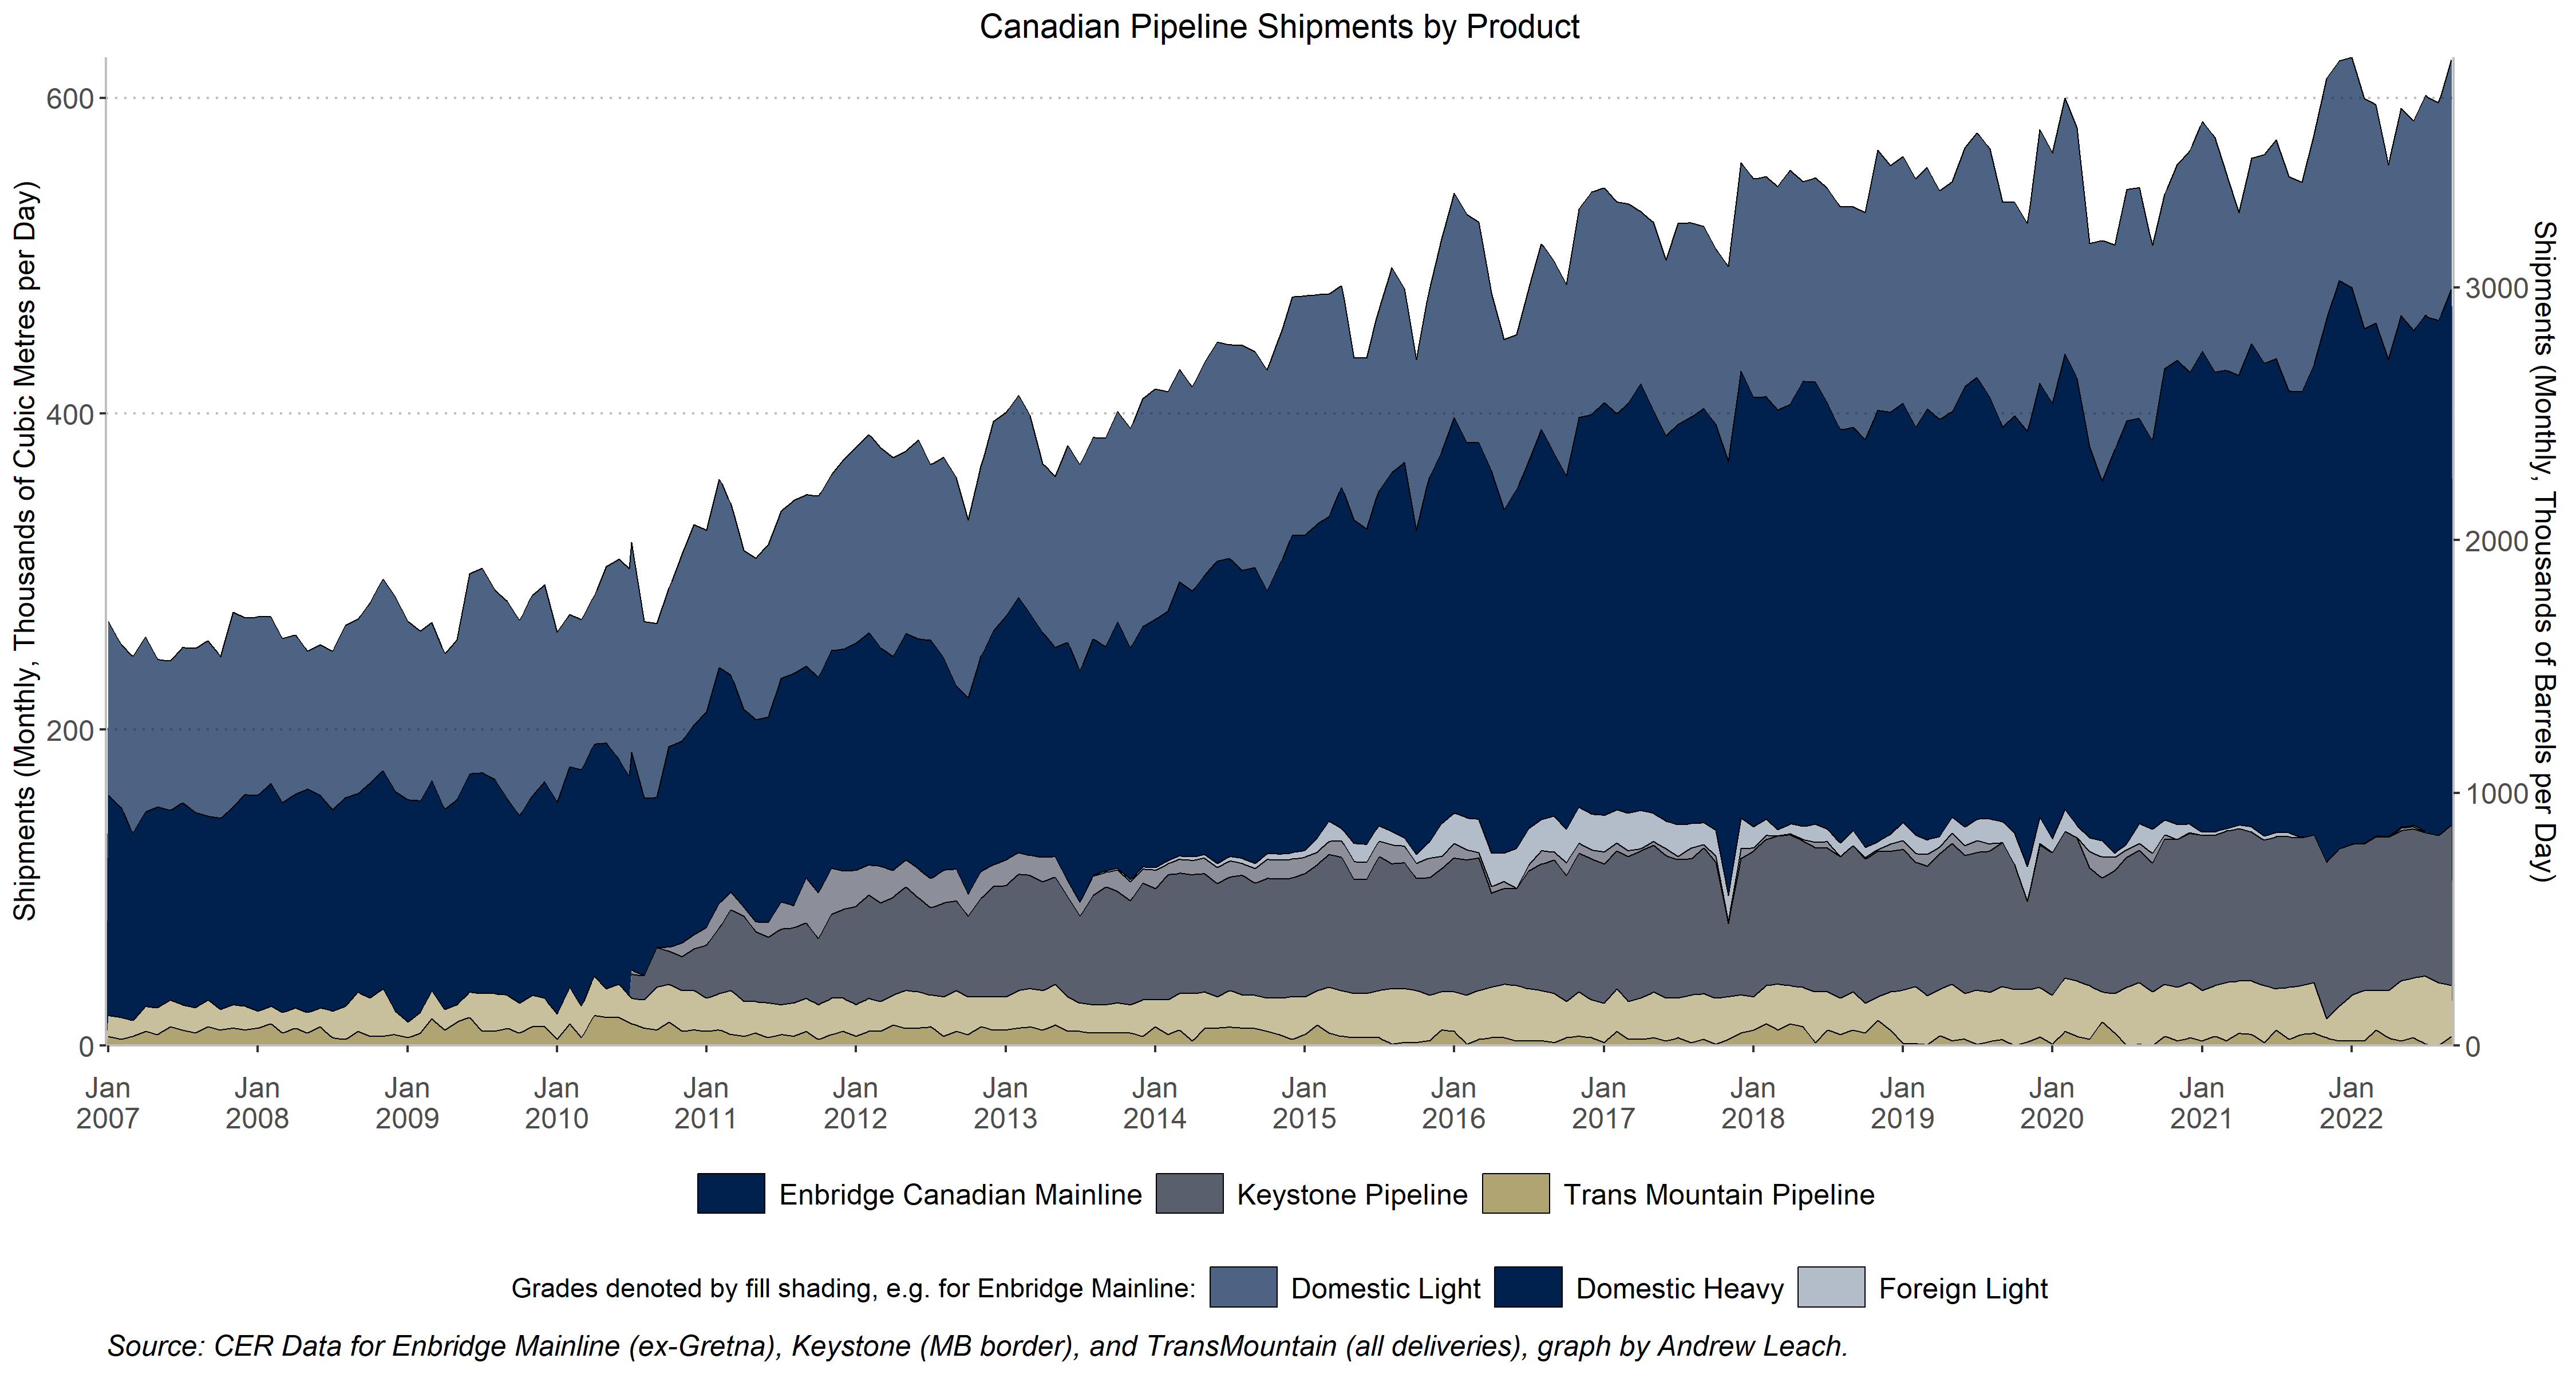 Canadian Pipeline Shipments by Product
Shipments (Monthly, Thousands of Cubic Metres per Day)
600
400
200
0
Shipments (Monthly, Thousands of Barrels per Day)
3000
2000
1000
0
Jan 2007
Jan 2008
Jan 2009
Jan 2010
Jan 2011
Jan 2012
Jan 2013
Jan 2014
Jan 2015
Jan 2016
Jan 2017
Jan 2018
Jan 2019
Jan 2020
Jan 2021
Jan 2022
Enbridge Canadian Mainline Keystone Pipeline Trans Mountain Pipeline
Grades denoted by fill shading, e.g. for Enbridge Mainline: Domestic Light Domestic Heavy Foreign Light
Source: CER Data for Enbridge Mainline (ex-Gretna), Keystone (MB border), and TransMountain (all deliveries), graph by Andrew Leach.